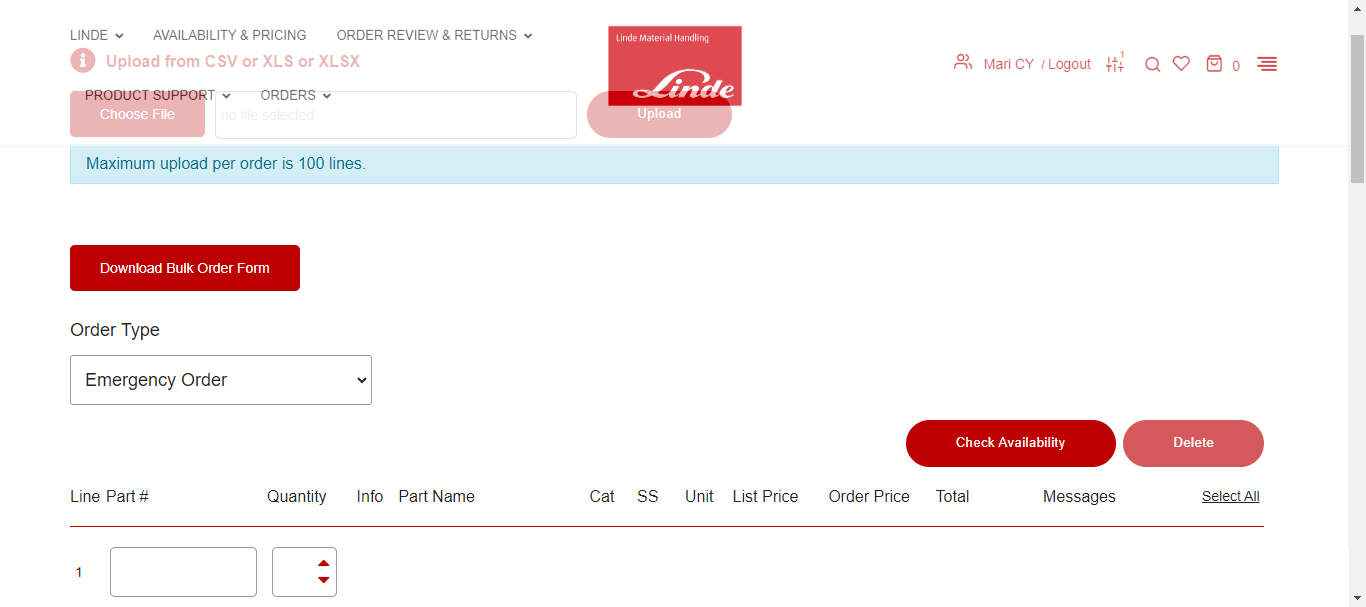 LINDE AVAILABILITY & PRICING ORDER REVIEW & RETURNS
Linde Material Handling
Linde
Mari CY / Logout 1 0
Upload from CSV or XLS or XLSX
PRODUCT SUPPORT ORDERS
Choose File no file selected Upload
Maximum upload per order is 100 lines.
Download Bulk Order Form
Order Type
Emergency Order
Check Availability Delete
Line Part # Quantity Info Part Name Cat SS Unit List Price Order Price Total Messages Select All
1